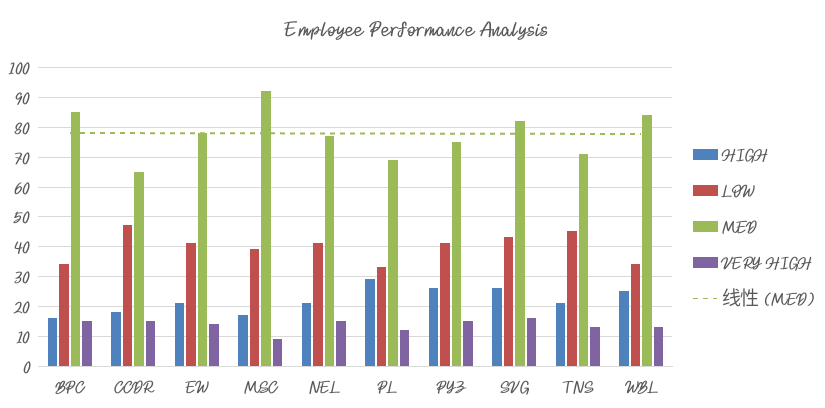 Employee Performance Analysis
100
90
80
70
60
50
40
30
20
10
0
BPC CCDR EW MSC NEL PL PYZ SVG TNS WBL
HIGH
LOW
MED
VERY HIGH
线性 (MED)